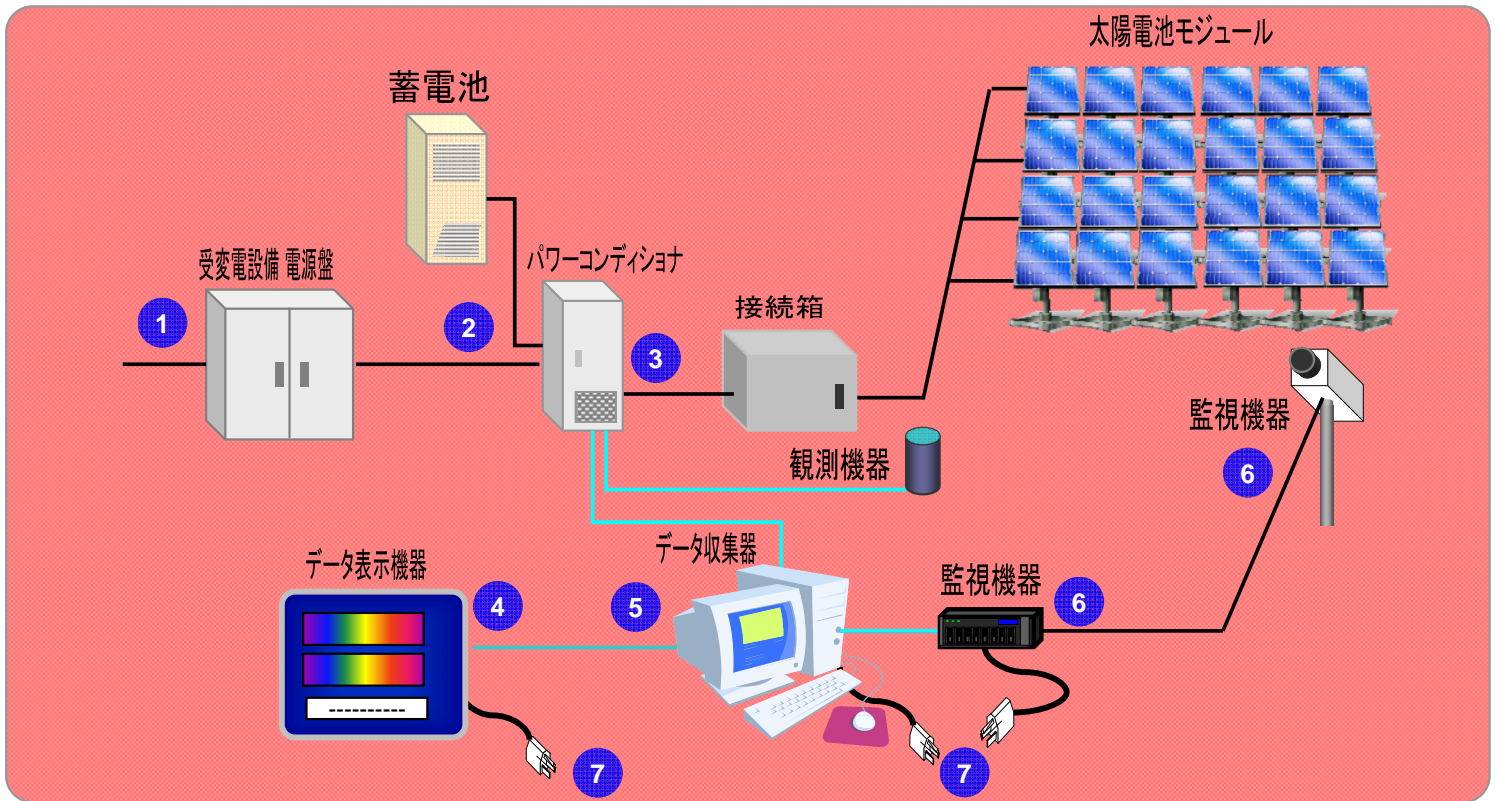 太陽電池モジュール
蓄電池
受変電設備 電源盤
パワーコンディショナ
1
2
3
接続箱
監視機器
6
観測機器
データ収集器
データ表示機器
4
5
監視機器
6
----------
7
7